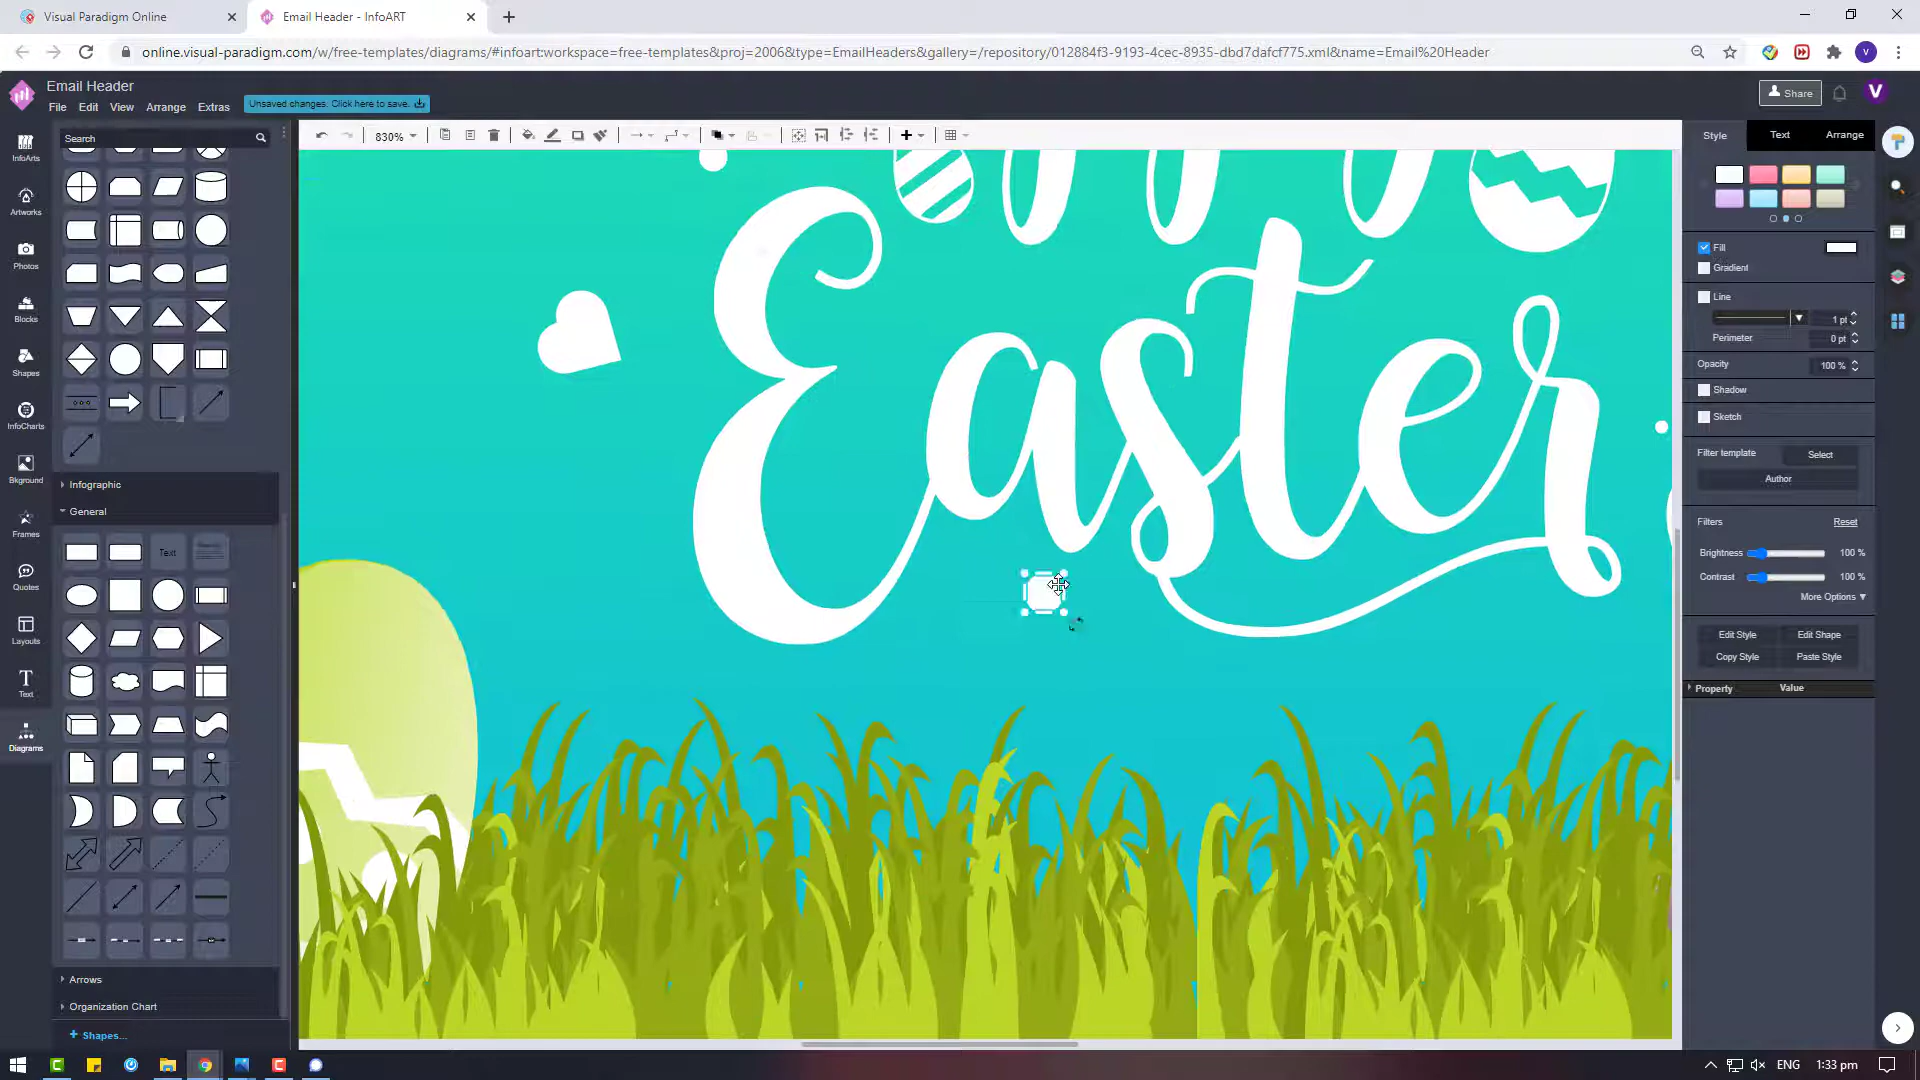 Visual Paradigm Online
Email Header - InfoART
online.visual-paradigm.com/w/free-templates/diagrams/#infoart:workspace=free-templates&proj=2006&type=EmailHeaders&gallery=/repository/012884f3-9193-4cec-8935-dbd7dafcf775.xml&name=Email%20Header
V
Email Header
File Edit View Arrange Extras
Unsaved changes. Click here to save.
Share
V
Search
830%
Style Text Arrange
InfoArts
Artworks
Photos
Blocks
Shapes
InfoCharts
Bkground
Frames
Quotes
Layouts
Text
Diagrams
Infographic
General
Text
Arrows
Organization Chart
+ Shapes...
Easter
Fill
Gradient
Line
1 pt
Perimeter 0 pt
Opacity 100 %
Shadow
Sketch
Filter template Select
Author
Filters Reset
Brightness 100 %
Contrast 100 %
More Options ▼
Edit Style Edit Shape
Copy Style Paste Style
Property Value
ENG 1:33 pm